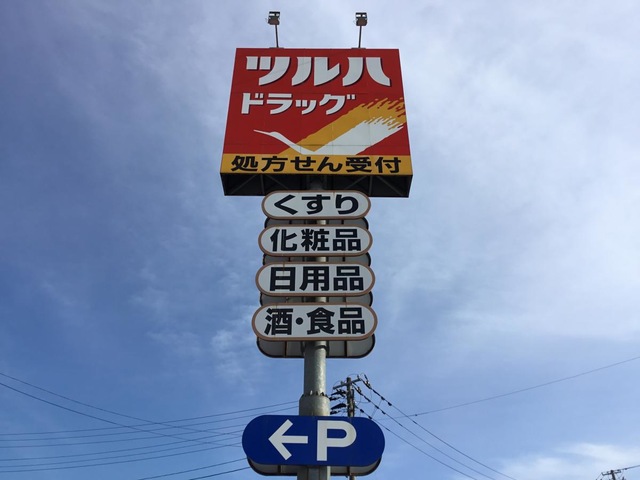 ツルハ
ドラッグ
処方せん受付
くすり
化粧品
日用品
酒・食品
←P